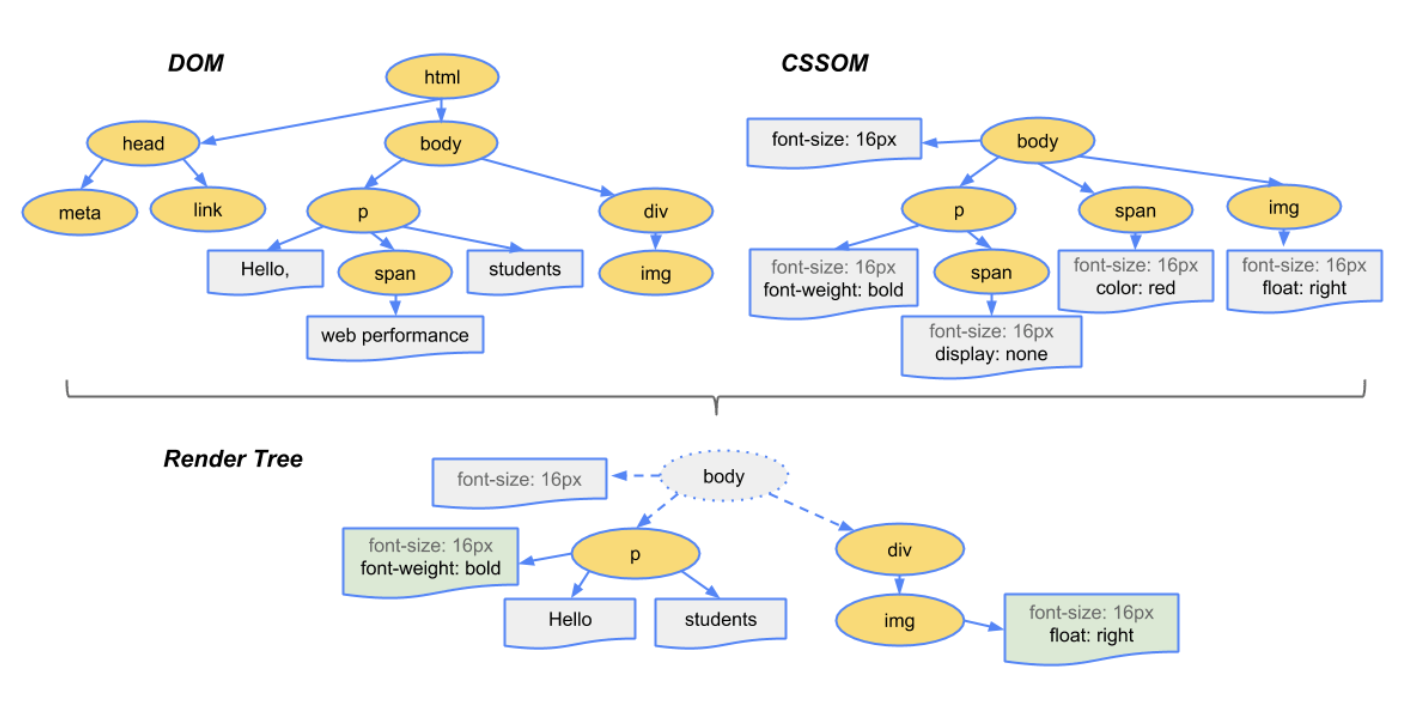 DOM
CSSOM
html
head
body
meta
link
p
div
Hello,
span
students
img
web performance
font-size: 16px
body
p
span
img
font-size: 16px
font-weight: bold
span
font-size: 16px
color: red
font-size: 16px
float: right
font-size: 16px
display: none
Render Tree
font-size: 16px
body
font-size: 16px
font-weight: bold
p
div
Hello
students
img
font-size: 16px
float: right